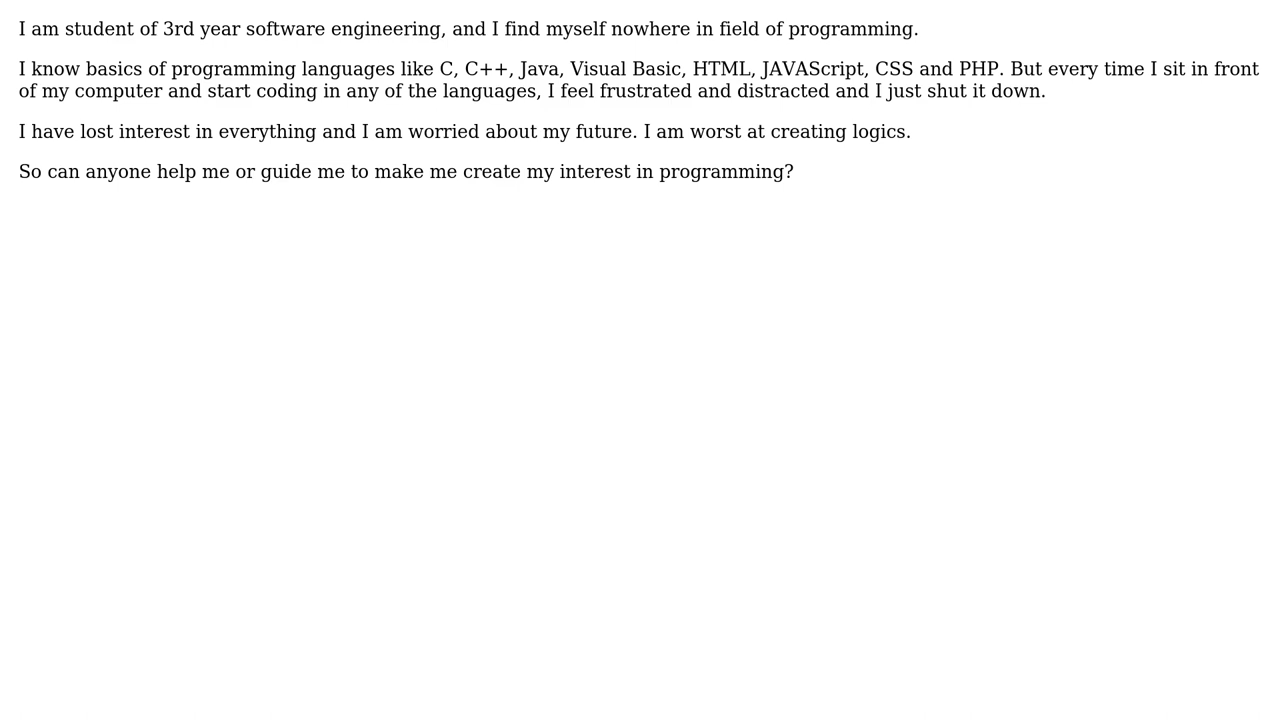 I am student of 3rd year software engineering, and I find myself nowhere in field of programming.
I know basics of programming languages like C, C++, Java, Visual Basic, HTML, JAVAScript, CSS and PHP. But every time I sit in front
of my computer and start coding in any of the languages, I feel frustrated and distracted and I just shut it down.
I have lost interest in everything and I am worried about my future. I am worst at creating logics.
So can anyone help me or guide me to make me create my interest in programming?